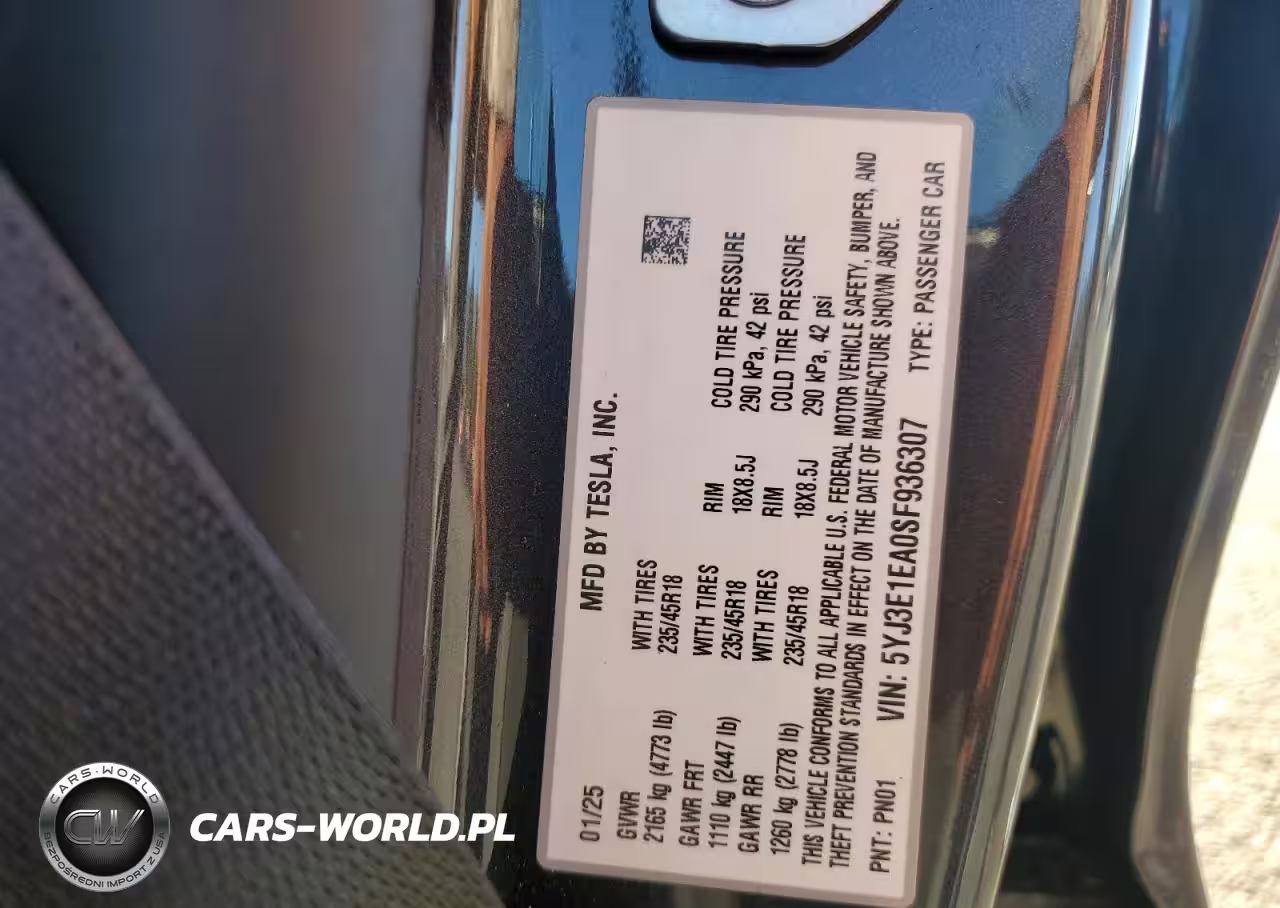 01/25 MFD BY TESLA, INC.
GVWR WITH TIRES
2165 kg (4773 lb) 235/45R18
GAWR FRT WITH TIRES RIM COLD TIRE PRESSURE
1110 kg (2447 lb) 235/45R18 18X8.5J 290 kPa, 42 psi
GAWR RR WITH TIRES RIM COLD TIRE PRESSURE
1260 kg (2778 lb) 235/45R18 18X8.5J 290 kPa, 42 psi
THIS VEHICLE CONFORMS TO ALL APPLICABLE U.S. FEDERAL MOTOR VEHICLE SAFETY, BUMPER, AND
THEFT PREVENTION STANDARDS IN EFFECT ON THE DATE OF MANUFACTURE SHOWN ABOVE.
PNT: PN01 VIN: 5YJ3E1EA0SF936307 TYPE: PASSENGER CAR
CARS-WORLD
CW
BEZPOŚREDNI IMPORT Z USA
CARS-WORLD.PL